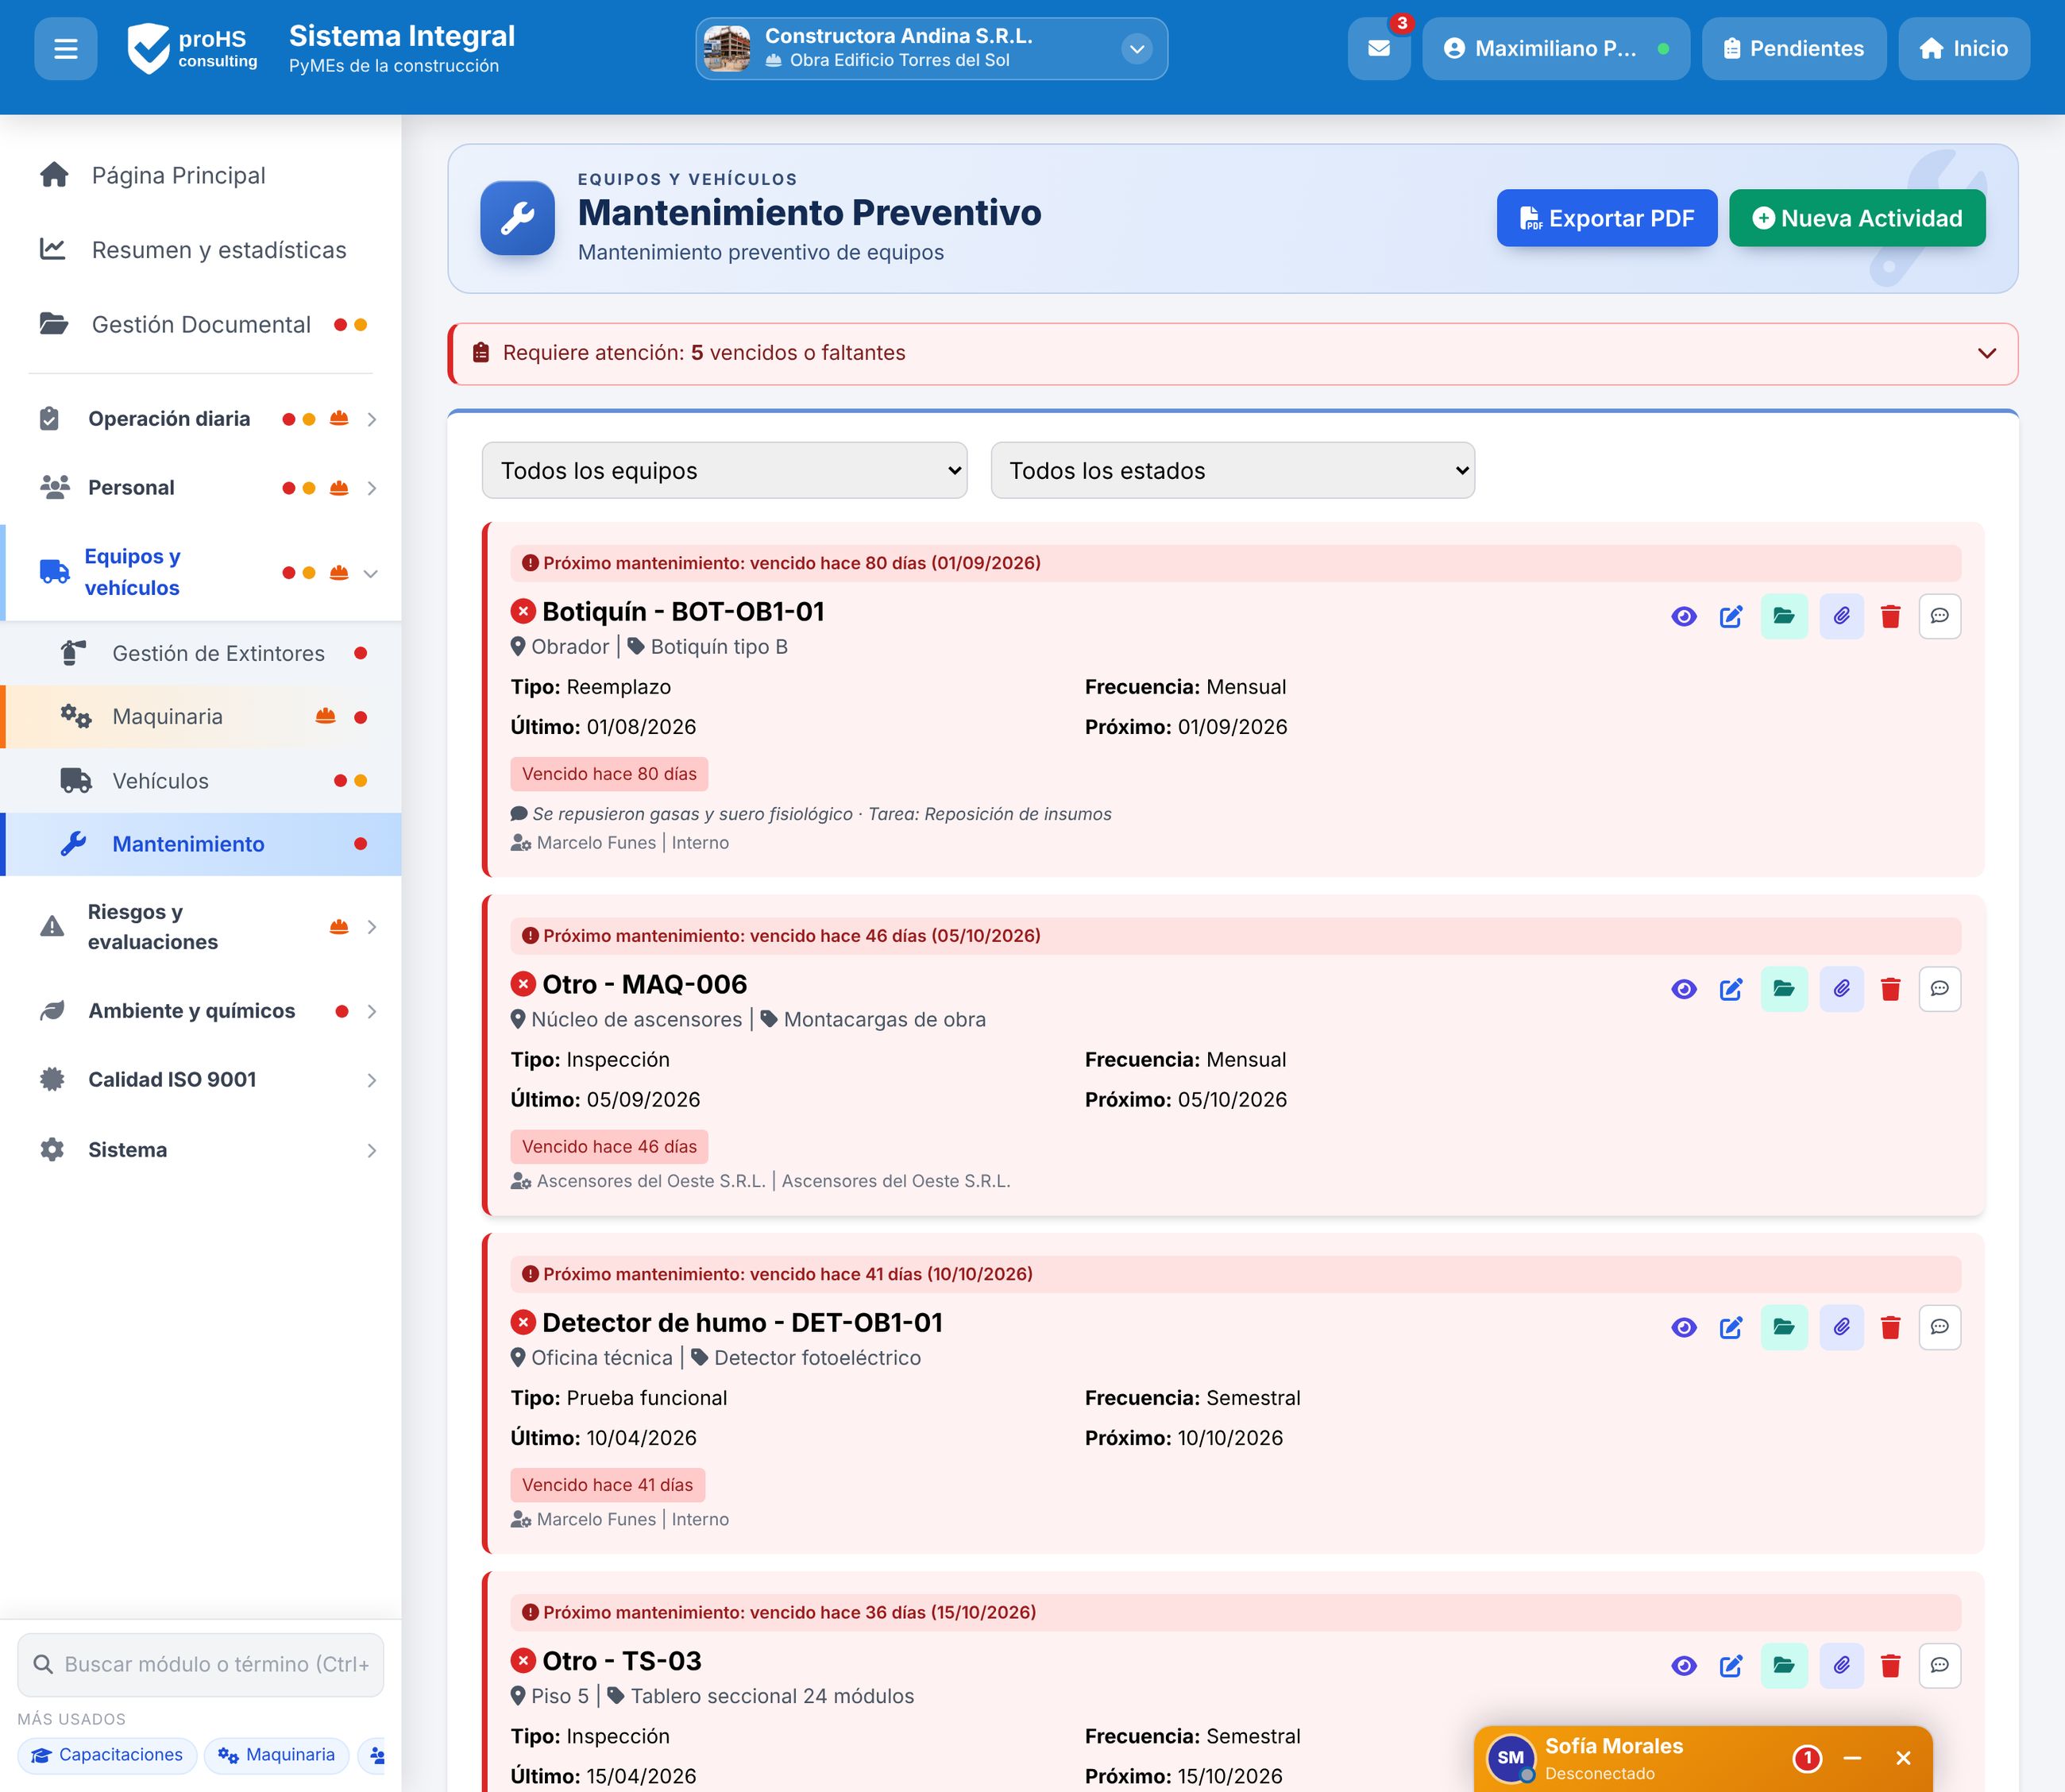 proHS
consulting
Sistema Integral
PyMEs de la construcción
Constructora Andina S.R.L.
Obra Edificio Torres del Sol
3
Maximiliano P...
Pendientes
Inicio
Página Principal
Resumen y estadísticas
Gestión Documental
Operación diaria
Personal
Equipos y
vehículos
Gestión de Extintores
Maquinaria
Vehículos
Mantenimiento
Riesgos y
evaluaciones
Ambiente y químicos
Calidad ISO 9001
Sistema
Buscar módulo o término (Ctrl+
MÁS USADOS
Capacitaciones
Maquinaria
EQUIPOS Y VEHÍCULOS
Mantenimiento Preventivo
Mantenimiento preventivo de equipos
PDF Exportar PDF
Nueva Actividad
Requiere atención: 5 vencidos o faltantes
Todos los equipos
Todos los estados
Próximo mantenimiento: vencido hace 80 días (01/09/2026)
Botiquín - BOT-OB1-01
Obrador | Botiquín tipo B
Tipo: Reemplazo
Frecuencia: Mensual
Último: 01/08/2026
Próximo: 01/09/2026
Vencido hace 80 días
Se repusieron gasas y suero fisiológico · Tarea: Reposición de insumos
Marcelo Funes | Interno
Próximo mantenimiento: vencido hace 46 días (05/10/2026)
Otro - MAQ-006
Núcleo de ascensores | Montacargas de obra
Tipo: Inspección
Frecuencia: Mensual
Último: 05/09/2026
Próximo: 05/10/2026
Vencido hace 46 días
Ascensores del Oeste S.R.L. | Ascensores del Oeste S.R.L.
Próximo mantenimiento: vencido hace 41 días (10/10/2026)
Detector de humo - DET-OB1-01
Oficina técnica | Detector fotoeléctrico
Tipo: Prueba funcional
Frecuencia: Semestral
Último: 10/04/2026
Próximo: 10/10/2026
Vencido hace 41 días
Marcelo Funes | Interno
Próximo mantenimiento: vencido hace 36 días (15/10/2026)
Otro - TS-03
Piso 5 | Tablero seccional 24 módulos
Tipo: Inspección
Frecuencia: Semestral
Último: 15/04/2026
Próximo: 15/10/2026
SM
Sofía Morales
Desconectado
1